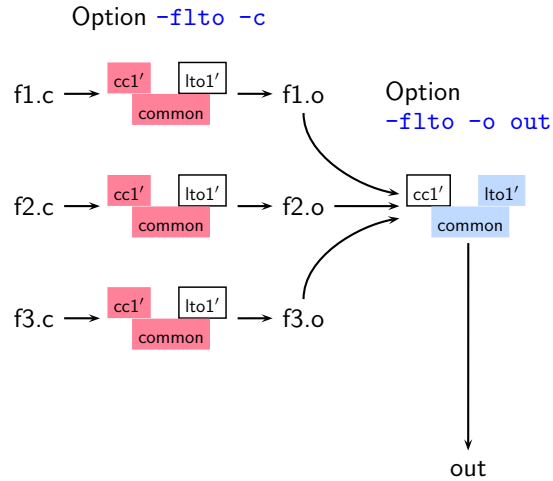 Option -flto -c
f1.c cc1′ lto1′ common f1.o
Option
-flto -o out
f2.c cc1′ lto1′ common f2.o
cc1′ lto1′ common
f3.c cc1′ lto1′ common f3.o
out